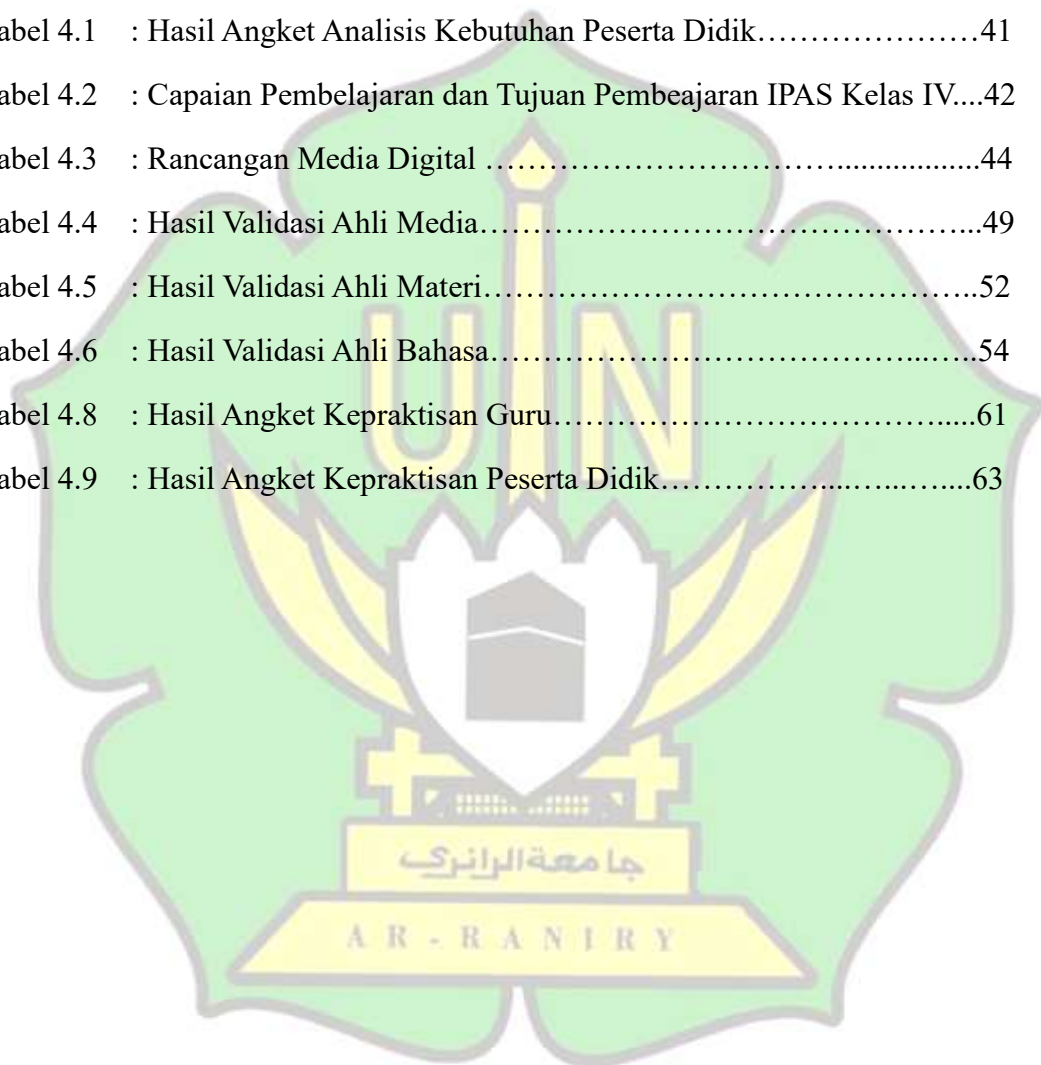 abel 4.1 : Hasil Angket Analisis Kebutuhan Peserta Didik…………………41
abel 4.2 : Capaian Pembelajaran dan Tujuan Pembeajaran IPAS Kelas IV....42
abel 4.3 : Rancangan Media Digital …………………………...................44
abel 4.4 : Hasil Validasi Ahli Media…………………………………………...49
abel 4.5 : Hasil Validasi Ahli Materi…………………………………………..52
abel 4.6 : Hasil Validasi Ahli Bahasa…………………………………...…..54
abel 4.8 : Hasil Angket Kepraktisan Guru……………………………….....61
abel 4.9 : Hasil Angket Kepraktisan Peserta Didik……………...…...…....63
UIN
جامعة الرانري
AR-RANIRY